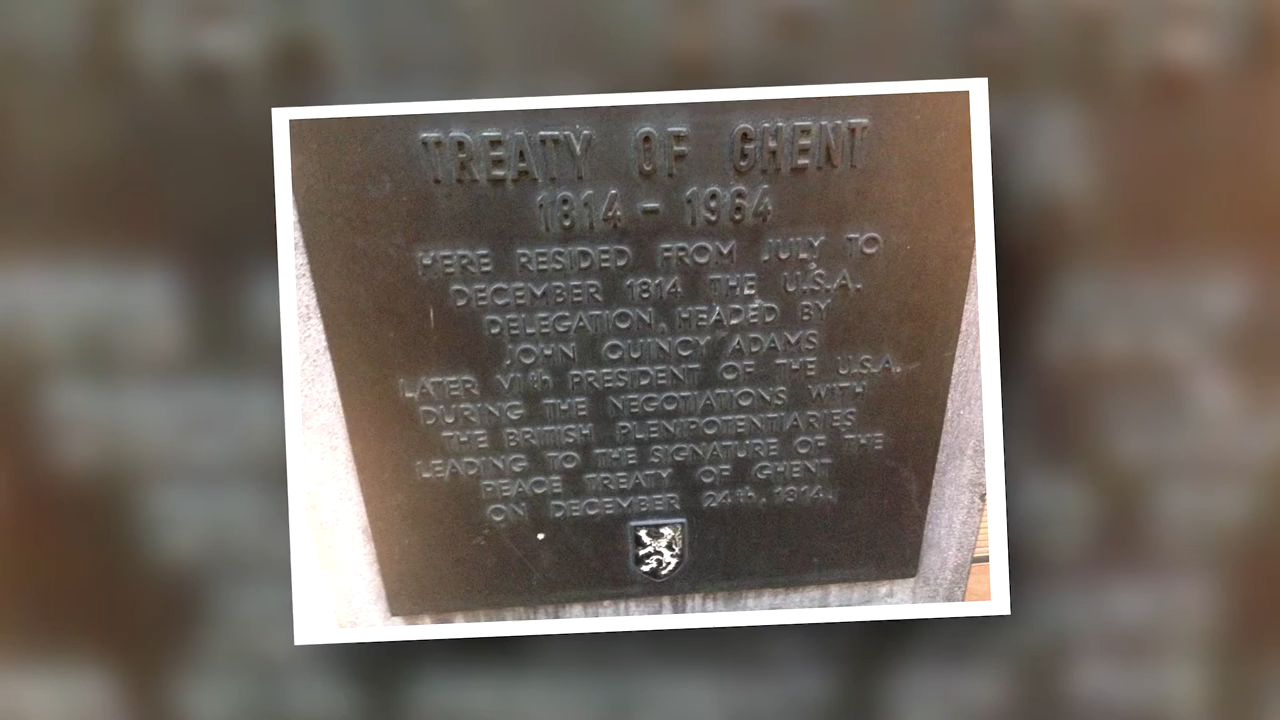 TREATY OF GHENT
1814 - 1964
HERE RESIDED FROM JULY TO
DECEMBER 1814 THE U.S.A.
DELEGATION, HEADED BY
JOHN QUINCY ADAMS
LATER VIth PRESIDENT OF THE U.S.A.
DURING THE NEGOTIATIONS WITH
THE BRITISH PLENIPOTENTIARIES
LEADING TO THE SIGNATURE OF THE
PEACE TREATY OF GHENT
ON DECEMBER 24th, 1814.